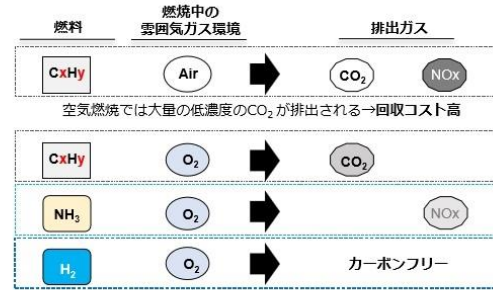 燃料
燃焼中の
雰囲気ガス環境
排出ガス
CxHy Air CO₂ NOx
空気燃焼では大量の低濃度のCO₂が排出される→回収コスト高
CxHy O₂ CO₂
NH₃ O₂ NOx
H₂ O₂ カーボンフリー